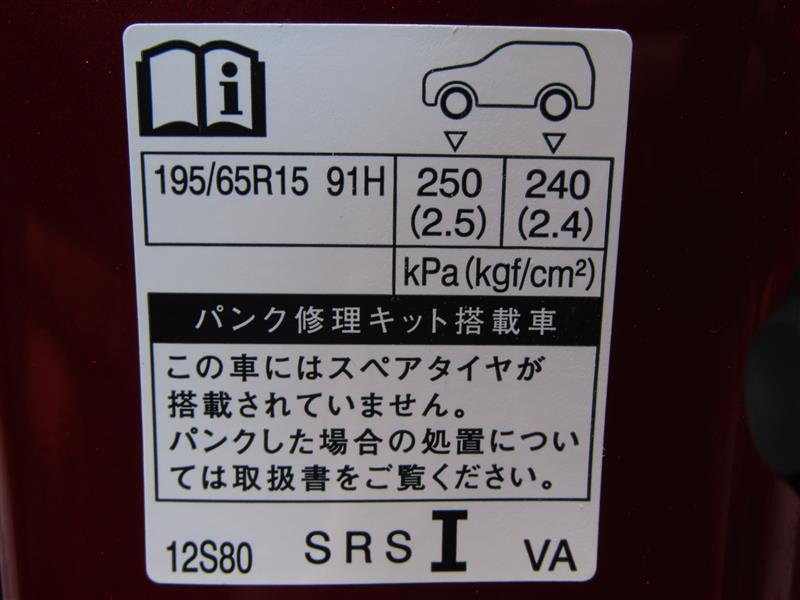 i
195/65R15 91H 250 (2.5) 240 (2.4)
kPa(kgf/cm²)
パンク修理キット搭載車
この車にはスペアタイヤが
搭載されていません。
パンクした場合の処置につい
ては取扱書をご覧ください。
12S80 SRS I VA